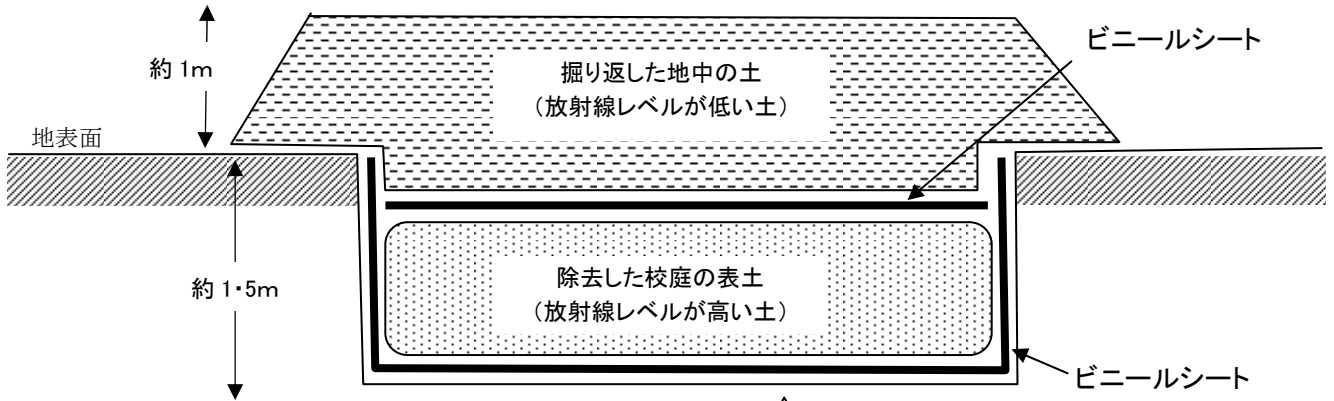 ビニールシート
約1m
掘り返した地中の土
(放射線レベルが低い土)
地表面
約1・5m
除去した校庭の表土
(放射線レベルが高い土)
ビニールシート